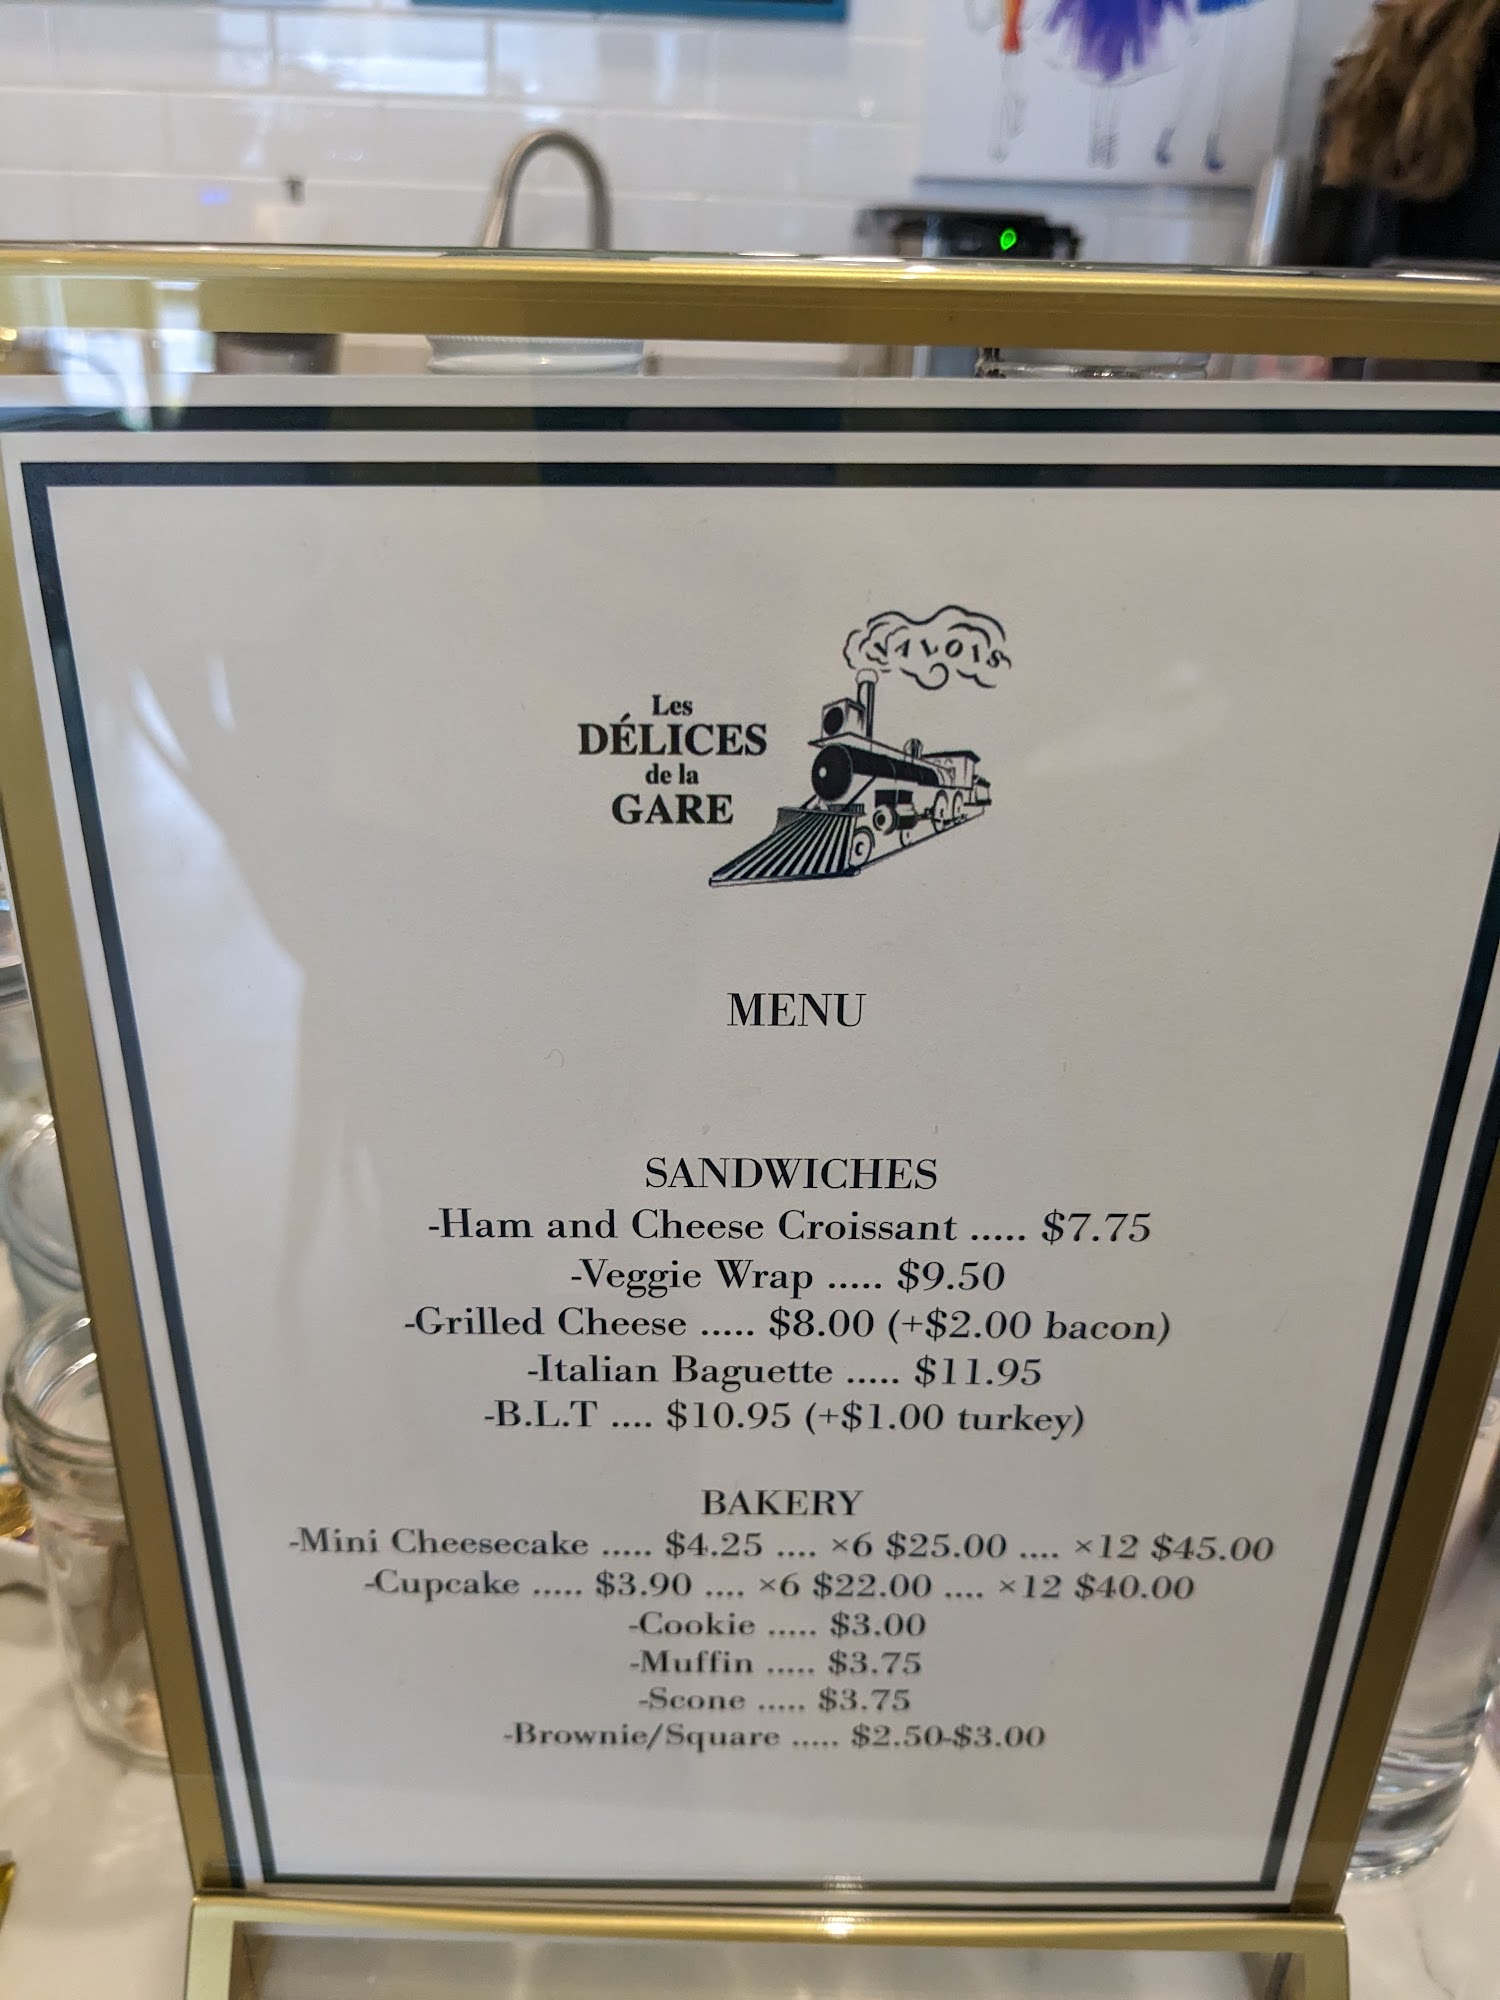 VALOIS
Les
DÉLICES
de la
GARE
MENU
SANDWICHES
-Ham and Cheese Croissant ..... $7.75
-Veggie Wrap ..... $9.50
-Grilled Cheese ..... $8.00 (+$2.00 bacon)
-Italian Baguette ..... $11.95
-B.L.T .... $10.95 (+$1.00 turkey)
BAKERY
-Mini Cheesecake ..... $4.25 .... ×6 $25.00 .... ×12 $45.00
-Cupcake ..... $3.90 .... ×6 $22.00 .... ×12 $40.00
-Cookie ..... $3.00
-Muffin ..... $3.75
-Scone ..... $3.75
-Brownie/Square ..... $2.50-$3.00